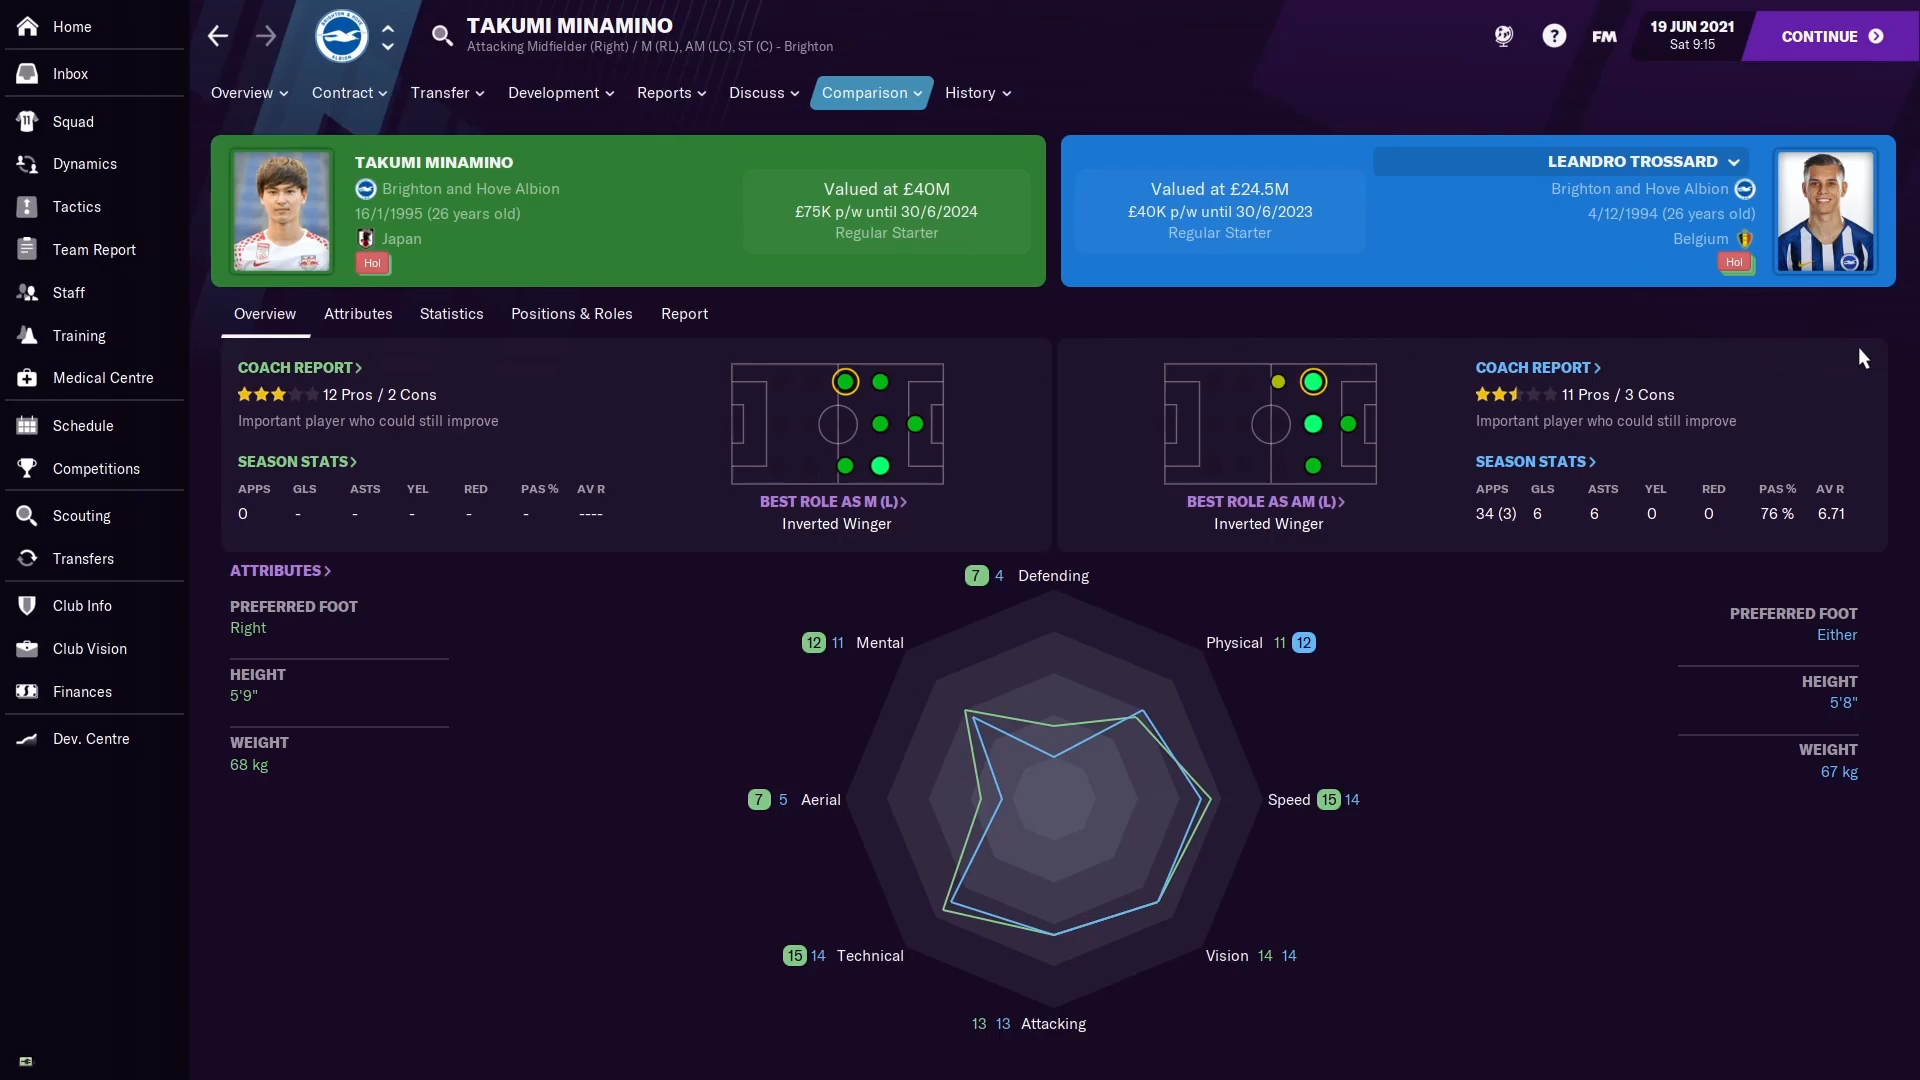 Home
Inbox
Squad
Dynamics
Tactics
Team Report
Staff
Training
Medical Centre
Schedule
Competitions
Scouting
Transfers
Club Info
Club Vision
Finances
Dev. Centre
TAKUMI MINAMINO
Attacking Midfielder (Right) / M (RL), AM (LC), ST (C) - Brighton
? FM
19 JUN 2021
Sat 9:15
CONTINUE
Overview Contract Transfer Development Reports Discuss Comparison History
TAKUMI MINAMINO
Brighton and Hove Albion
16/1/1995 (26 years old)
Japan
Hol
Valued at £40M
£75K p/w until 30/6/2024
Regular Starter
Valued at £24.5M
£40K p/w until 30/6/2023
Regular Starter
LEANDRO TROSSARD
Brighton and Hove Albion
4/12/1994 (26 years old)
Belgium
Hol
Overview Attributes Statistics Positions & Roles Report
COACH REPORT
12 Pros / 2 Cons
Important player who could still improve
SEASON STATS
APPS GLS ASTS YEL RED PAS % AV R
0 - - - - - ----
BEST ROLE AS M (L)
Inverted Winger
BEST ROLE AS AM (L)
Inverted Winger
COACH REPORT
11 Pros / 3 Cons
Important player who could still improve
SEASON STATS
APPS GLS ASTS YEL RED PAS % AV R
34 (3) 6 6 0 0 76 % 6.71
ATTRIBUTES
PREFERRED FOOT
Right
HEIGHT
5'9"
WEIGHT
68 kg
7 4 Defending
12 11 Mental
Physical 11 12
7 5 Aerial
Speed 15 14
15 14 Technical
Vision 14 14
13 13 Attacking
PREFERRED FOOT
Either
HEIGHT
5'8"
WEIGHT
67 kg